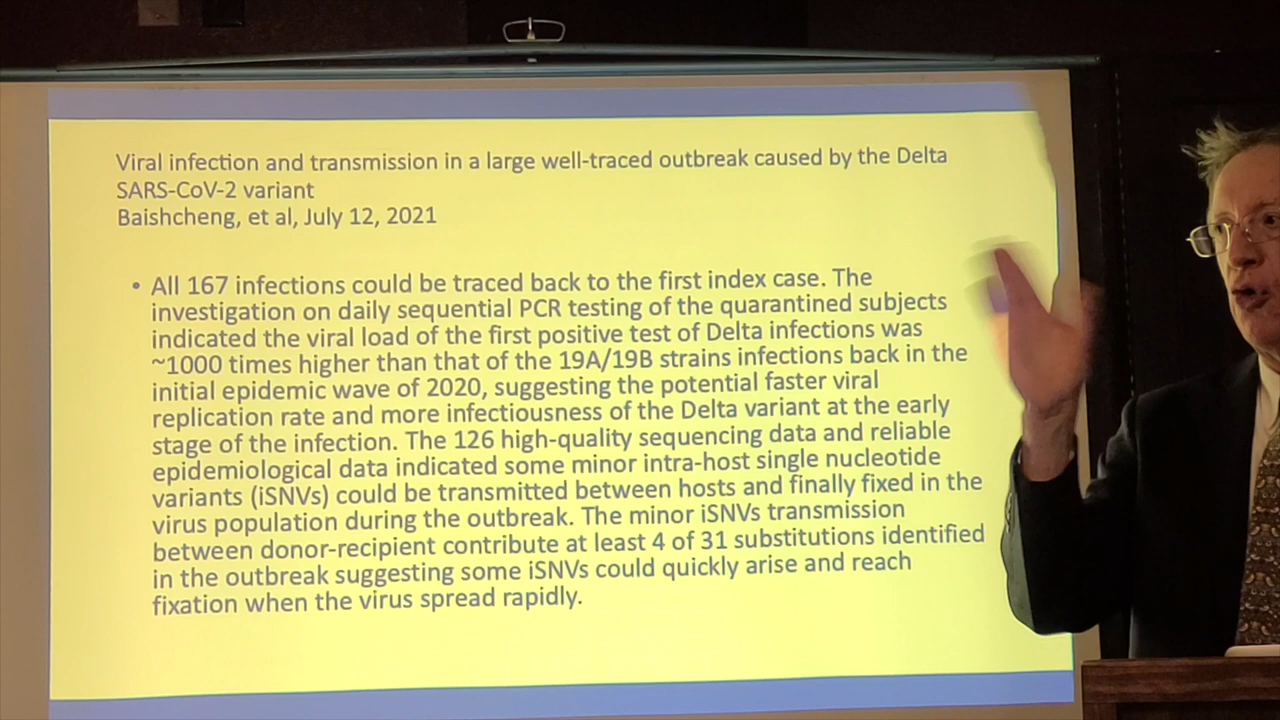 Viral infection and transmission in a large well-traced outbreak caused by the Delta
SARS-CoV-2 variant
Baishcheng, et al, July 12, 2021
• All 167 infections could be traced back to the first index case. The
investigation on daily sequential PCR testing of the quarantined subjects
indicated the viral load of the first positive test of Delta infections was
~1000 times higher than that of the 19A/19B strains infections back in the
initial epidemic wave of 2020, suggesting the potential faster viral
replication rate and more infectiousness of the Delta variant at the early
stage of the infection. The 126 high-quality sequencing data and reliable
epidemiological data indicated some minor intra-host single nucleotide
variants (iSNVs) could be transmitted between hosts and finally fixed in the
virus population during the outbreak. The minor iSNVs transmission
between donor-recipient contribute at least 4 of 31 substitutions identified
in the outbreak suggesting some iSNVs could quickly arise and reach
fixation when the virus spread rapidly.